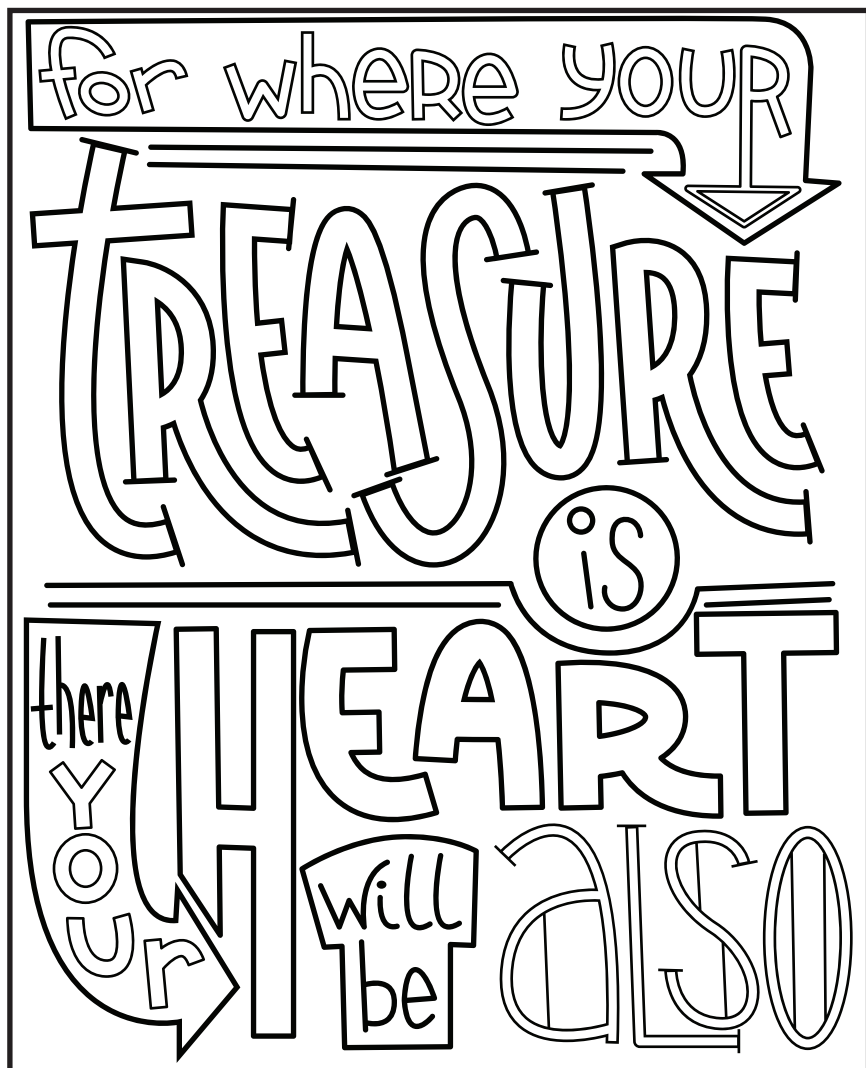 for wheRe youR
tReASURE
is
there
your
HEART
will
be
also